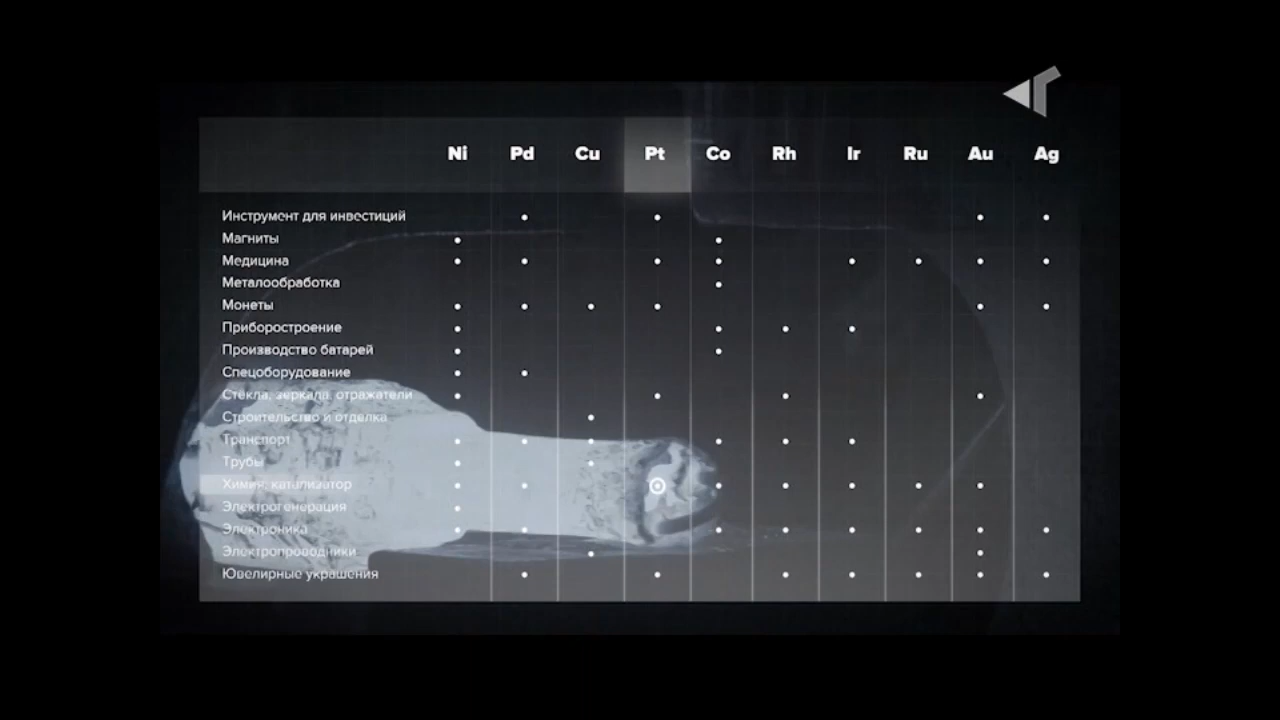 Ni Pd Cu Pt Co Rh Ir Ru Au Ag
Инструмент для инвестиций
Магниты
Медицина
Металообработка
Монеты
Приборостроение
Производство батарей
Спецоборудование
Стекла, зеркала, отражатели
Строительство и отделка
Транспорт
Трубы
Химия: катализатор
Электрогенерация
Электроника
Электропроводники
Ювелирные украшения